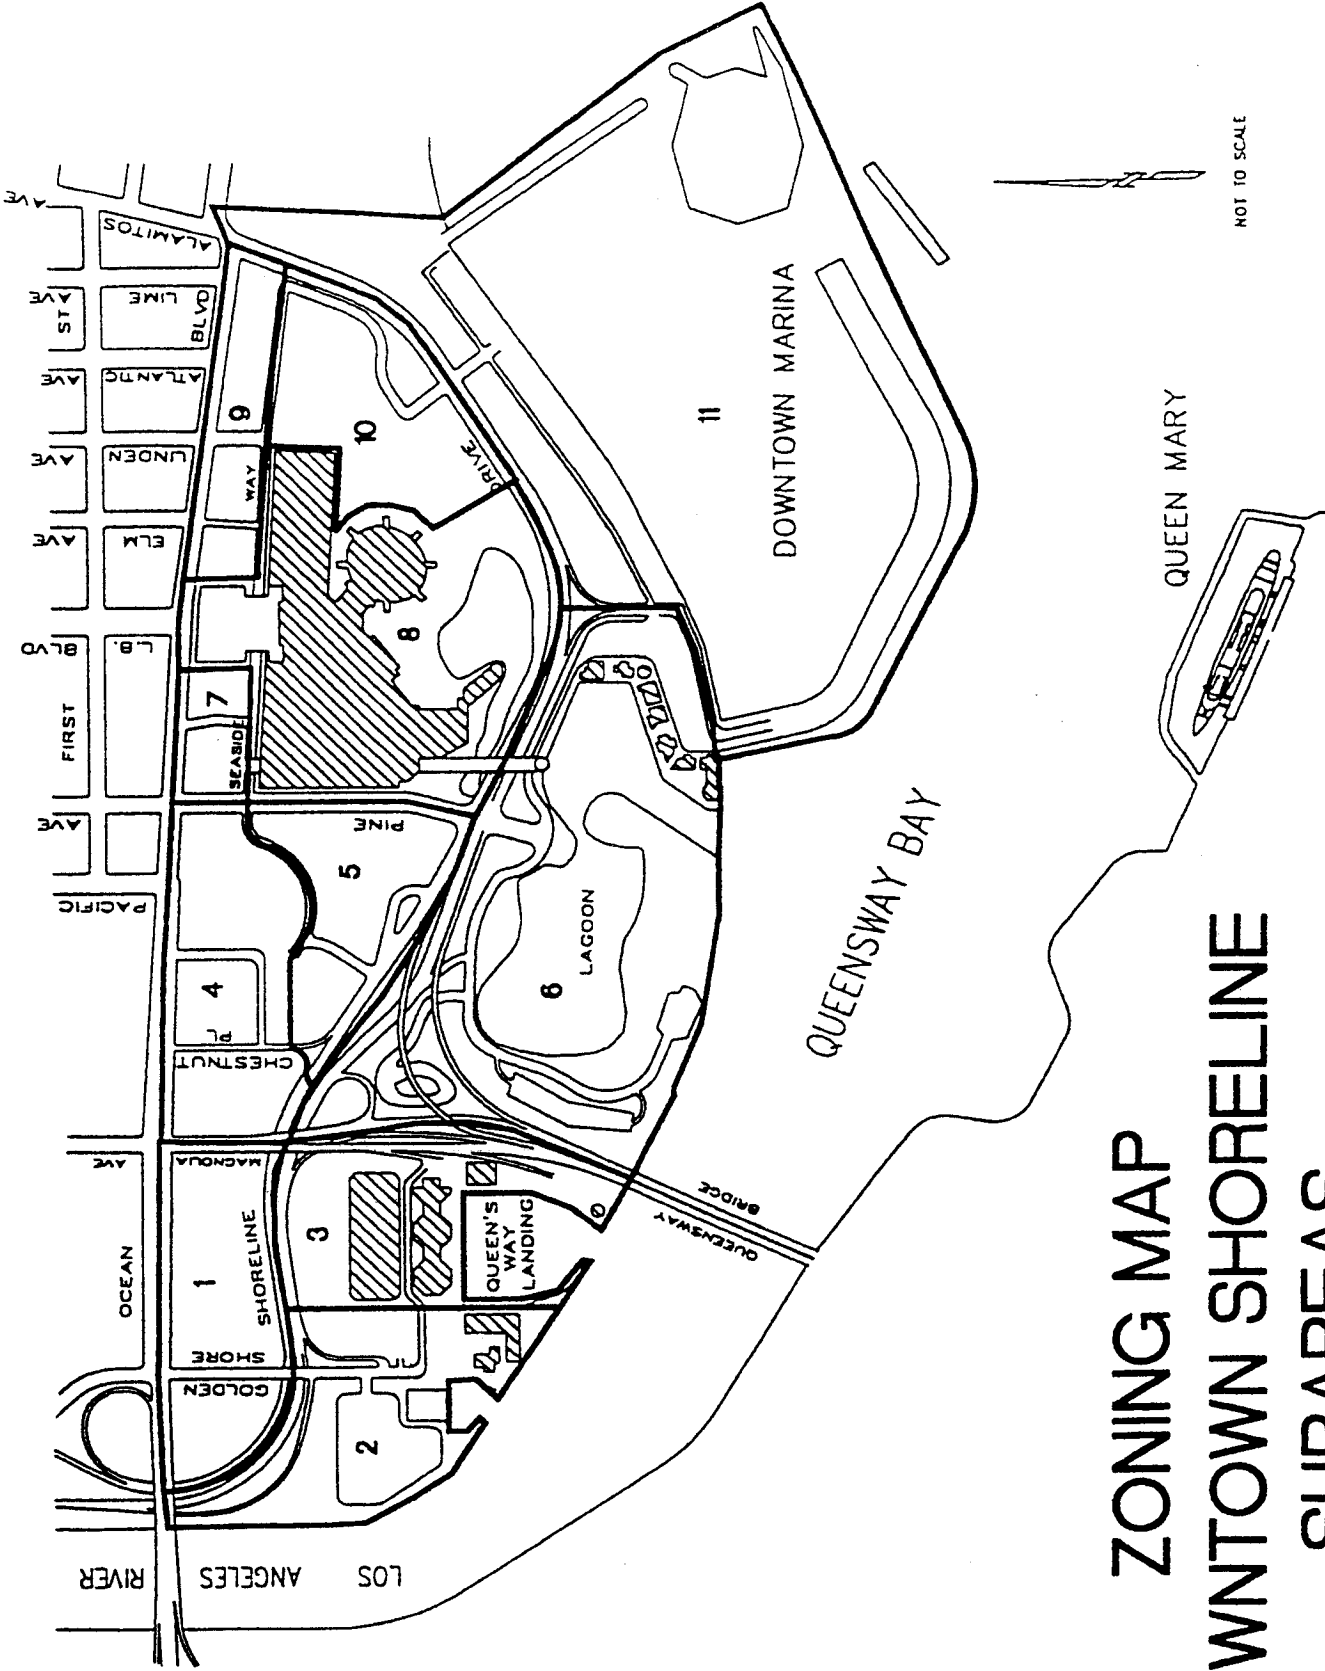 AVE
ALAMITOS
AVE
LIME
ST
BLVD
AVE
ATLANTIC
9
AVE
LINDEN
WAY
10
DRIVE
AVE
ELM
8
BLVD
L.B.
7
SEASIDE
FIRST
AVE
PINE
5
PACIFIC
4
PL
CHESTNUT
6
LAGOON
AVE
MAGNOLIA
3
OCEAN
1
SHORELINE
QUEEN'S
WAY
LANDING
QUEENSWAY
BRIDGE
GOLDEN
SHORE
2
LOS
ANGELES
RIVER
11
DOWNTOWN MARINA
QUEENSWAY BAY
QUEEN MARY
NOT TO SCALE
ZONING MAP
WNTOWN SHORELINE